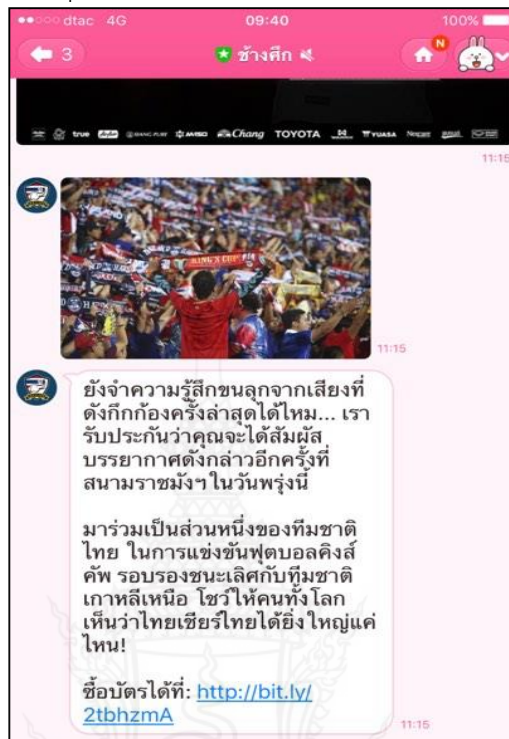 dtac 4G 09:40 100%
3 ช้างศึก N
true Chang TOYOTA YUASA
11:15
KING'S CUP
11:15
ยังจำความรู้สึกขนลุกจากเสียงที่
ดังกึกก้องครั้งล่าสุดได้ไหม... เรา
รับประกันว่าคุณจะได้สัมผัส
บรรยากาศดังกล่าวอีกครั้งที่
สนามราชมังฯ ในวันพรุ่งนี้
มาร่วมเป็นส่วนหนึ่งของทีมชาติ
ไทย ในการแข่งขันฟุตบอลคิงส์
คัพ รอบรองชนะเลิศกับทีมชาติ
เกาหลีเหนือ โชว์ให้คนทั้งโลก
เห็นว่าไทยเชียร์ไทยได้ยิ่งใหญ่แค่
ไหน!
ซื้อบัตรได้ที่: http://bit.ly/
2tbhzmA
11:15